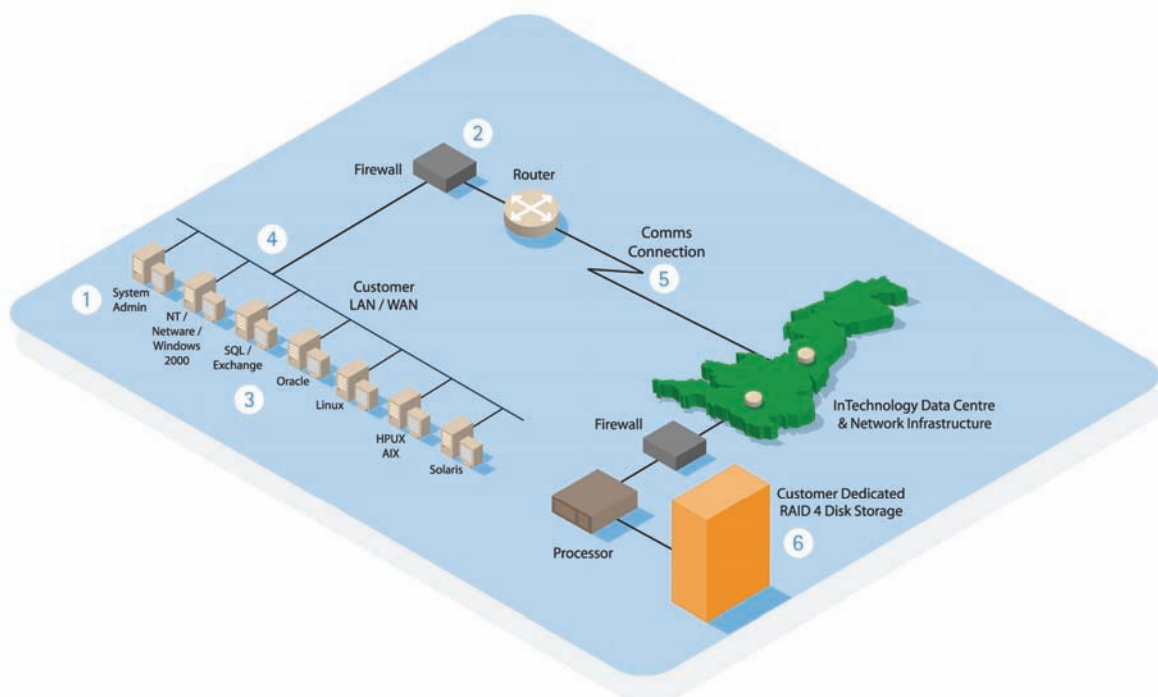 2
Firewall
Router
4
Comms
Connection
5
1
System
Admin
Customer
LAN / WAN
NT /
Netware /
Windows
2000
SQL /
Exchange
3
Oracle
Linux
HPUX
AIX
Solaris
InTechnology Data Centre
& Network Infrastructure
Firewall
Processor
Customer Dedicated
RAID 4 Disk Storage
6